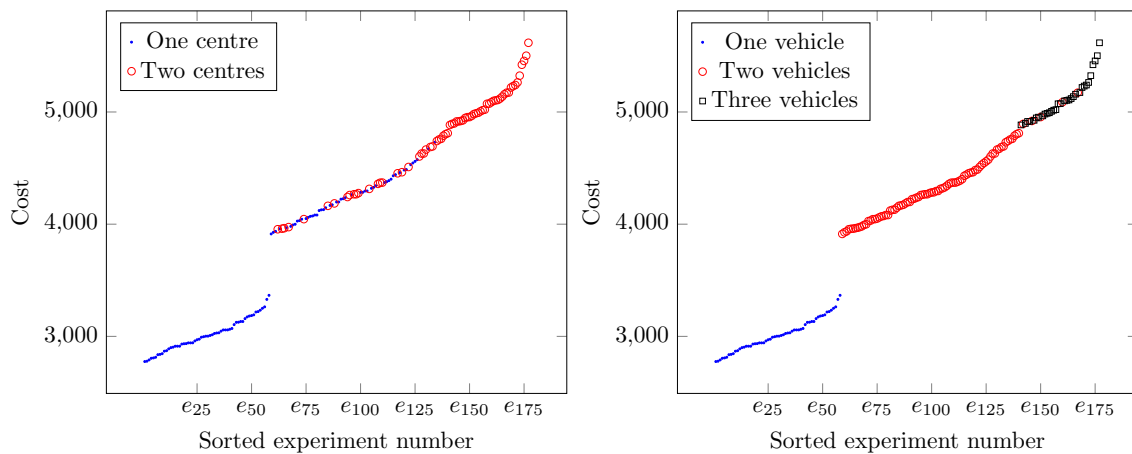 One centre
Two centres
5,000
4,000
3,000
Cost
e25 e50 e75 e100 e125 e150 e175
Sorted experiment number
One vehicle
Two vehicles
Three vehicles
5,000
4,000
3,000
Cost
e25 e50 e75 e100 e125 e150 e175
Sorted experiment number